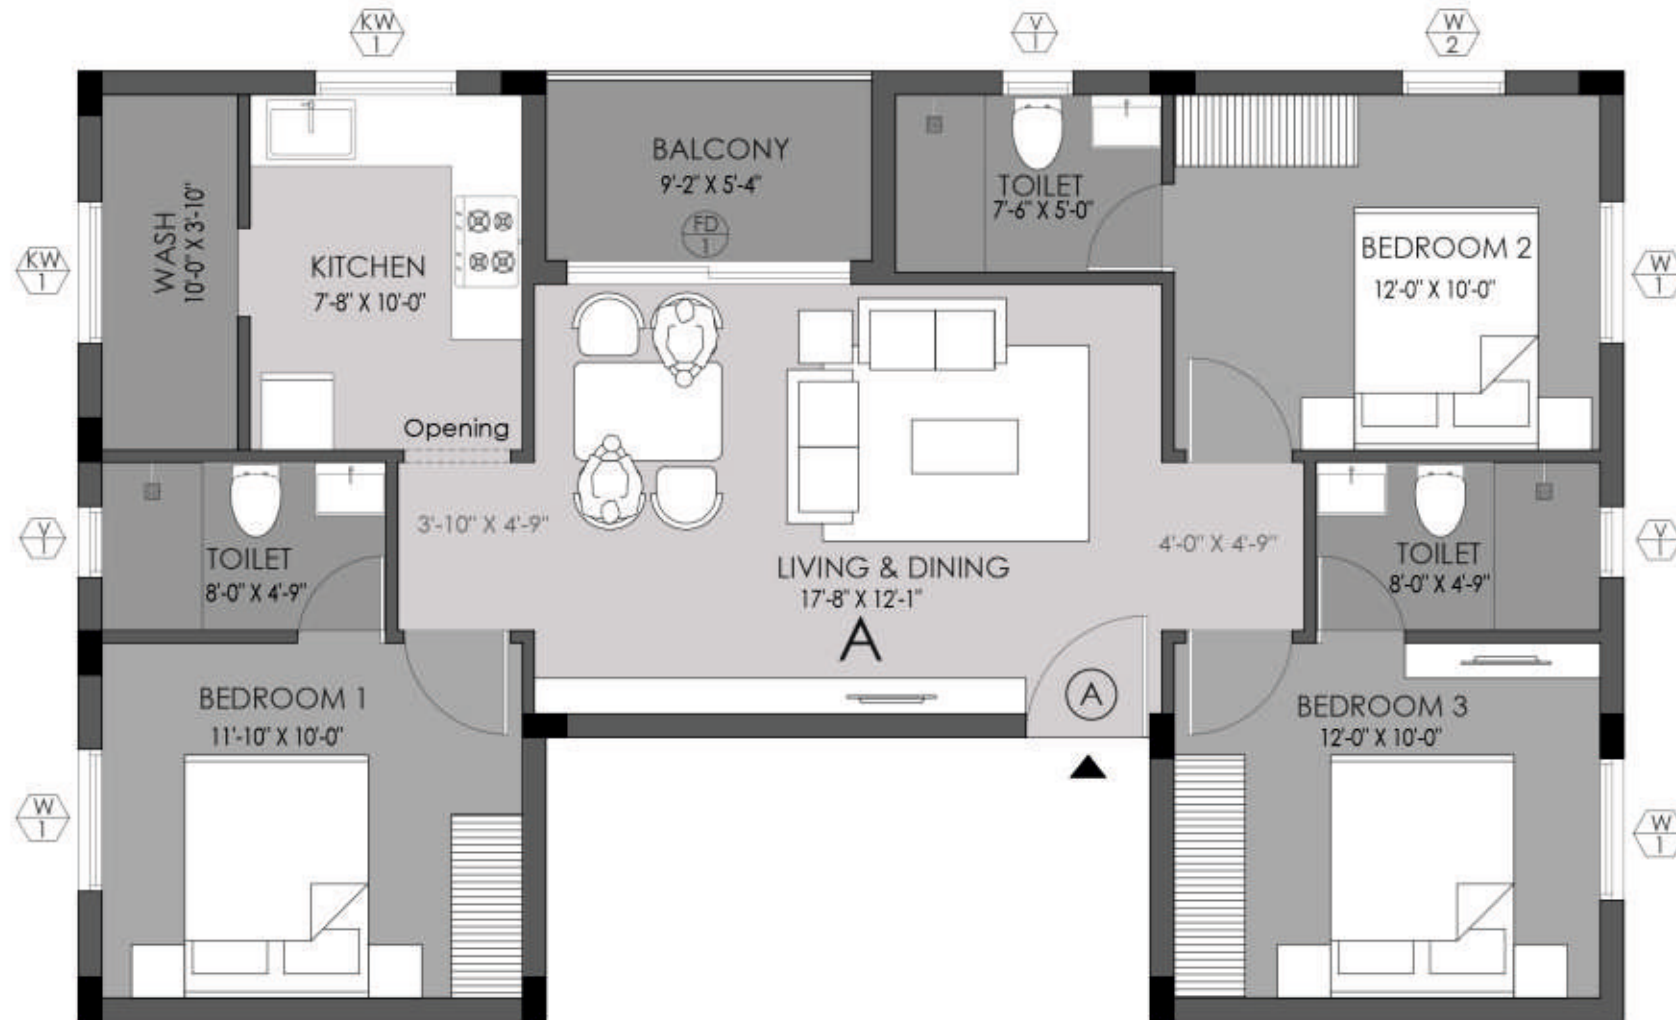 KW
1
V
1
W
2
BALCONY
9'-2" X 5'-4"
FD
1
TOILET
7'-6" X 5'-0"
WASH
10'-0" X 3'-10"
KITCHEN
7'-8" X 10'-0"
KW
1
BEDROOM 2
12'-0" X 10'-0"
W
1
Opening
3'-10" X 4'-9"
4'-0" X 4'-9"
V
1
TOILET
8'-0" X 4'-9"
LIVING & DINING
17'-8" X 12'-1"
A
TOILET
8'-0" X 4'-9"
V
1
BEDROOM 1
11'-10" X 10'-0"
A
BEDROOM 3
12'-0" X 10'-0"
W
1
W
1